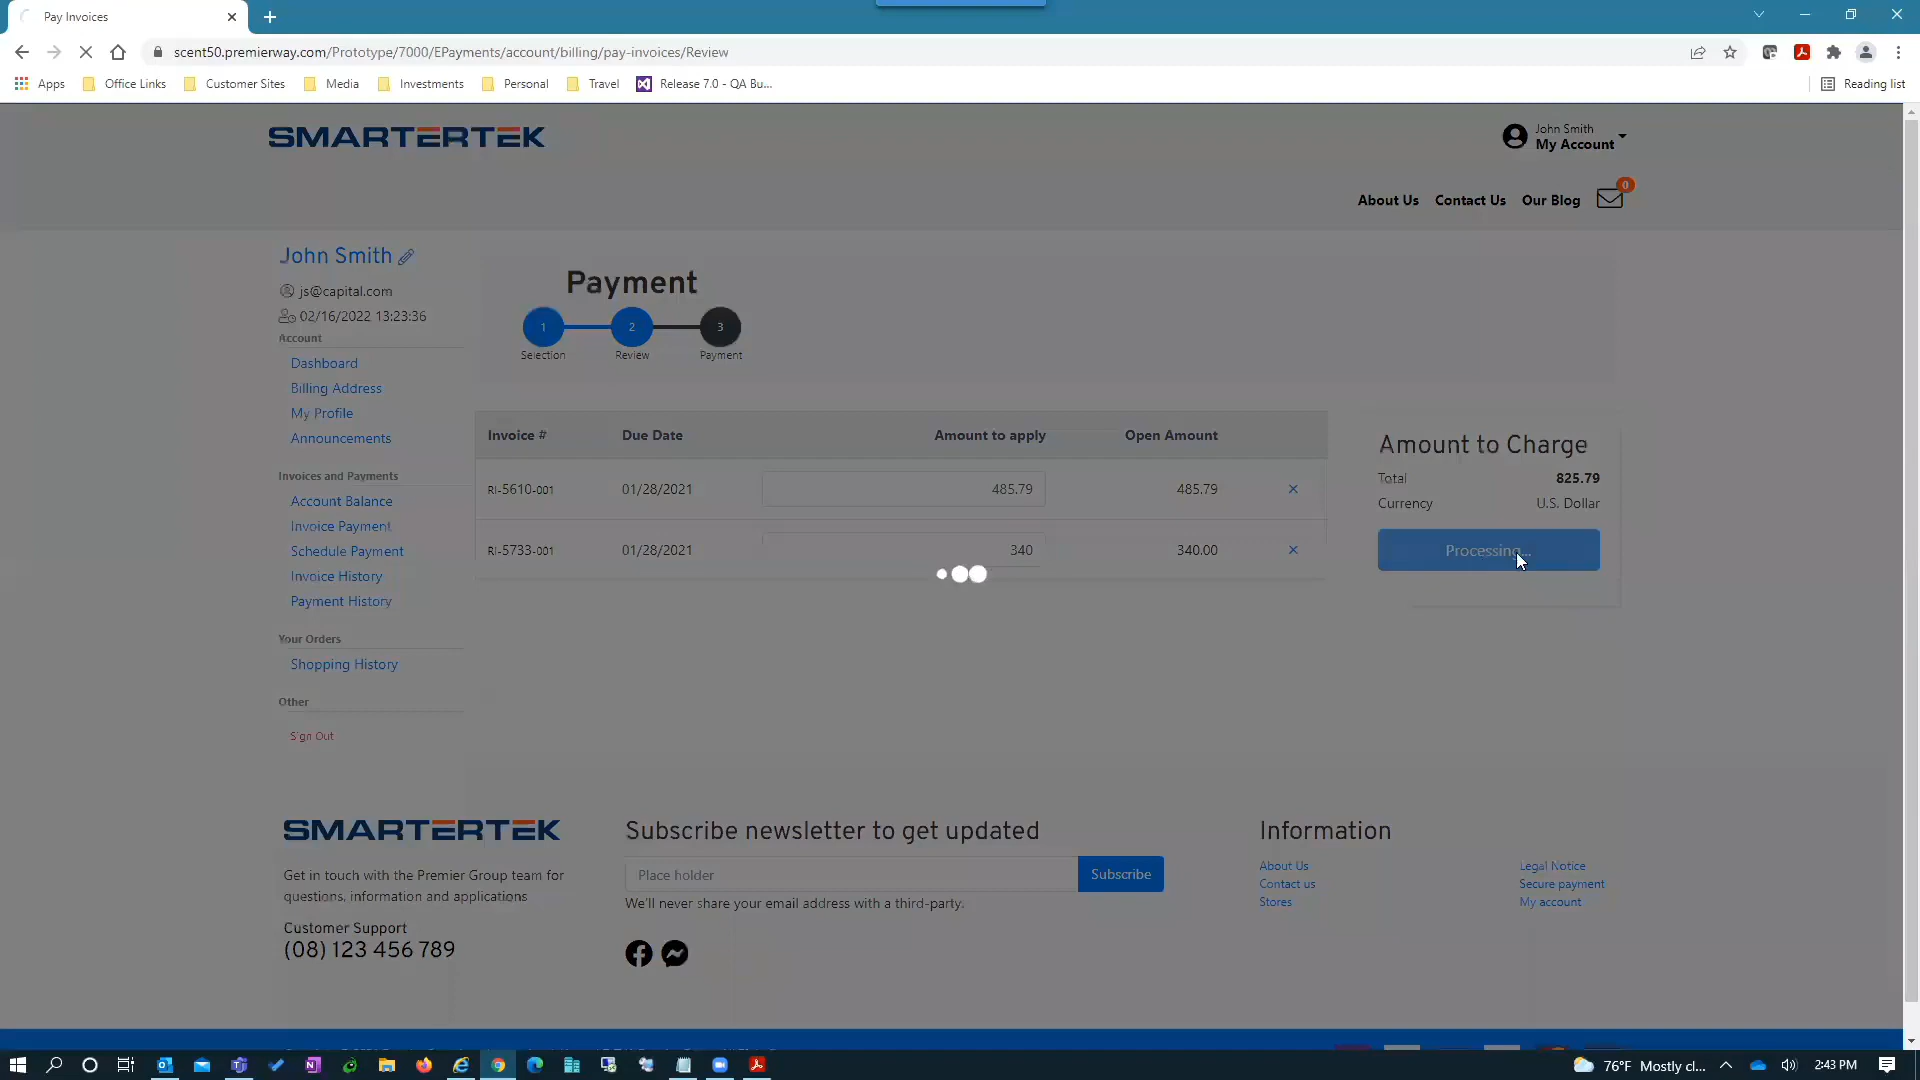 Pay Invoices
scent50.premierway.com/Prototype/7000/EPayments/account/billing/pay-invoices/Review
Apps Office Links Customer Sites Media Investments Personal Travel Release 7.0 - QA Bu... Reading list
SMARTERTEK
John Smith
My Account
About Us Contact Us Our Blog 0
John Smith
js@capital.com
02/16/2022 13:23:36
Account
Dashboard
Billing Address
My Profile
Announcements
Invoices and Payments
Account Balance
Invoice Payment
Schedule Payment
Invoice History
Payment History
Your Orders
Shopping History
Other
Sign Out
Payment
1 2 3
Selection Review Payment
Invoice # Due Date Amount to apply Open Amount
RI-5610-001 01/28/2021 485.79 485.79
RI-5733-001 01/28/2021 340 340.00
Amount to Charge
Total 825.79
Currency U.S. Dollar
Processing...
SMARTERTEK
Get in touch with the Premier Group team for
questions, information and applications
Customer Support
(08) 123 456 789
Subscribe newsletter to get updated
Place holder Subscribe
We'll never share your email address with a third-party.
Information
About Us
Contact us
Stores
Legal Notice
Secure payment
My account
76°F Mostly cl... 2:43 PM